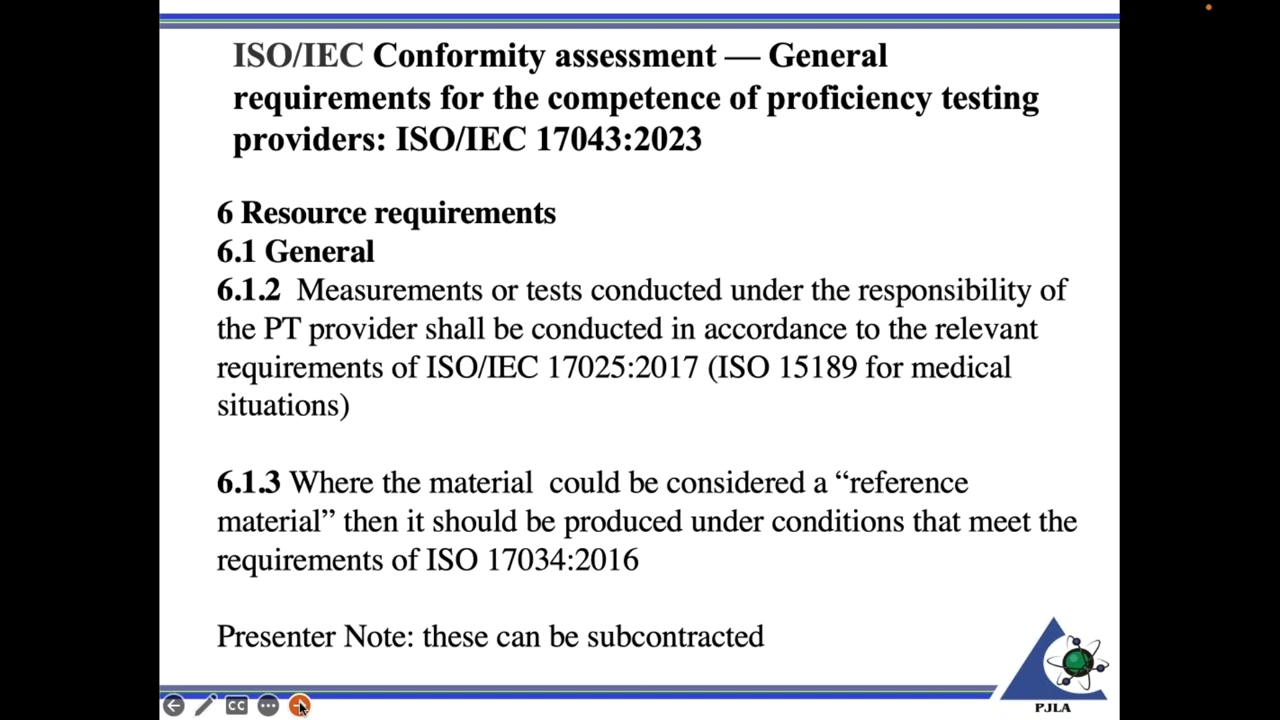 ISO/IEC Conformity assessment — General
requirements for the competence of proficiency testing
providers: ISO/IEC 17043:2023
6 Resource requirements
6.1 General
6.1.2 Measurements or tests conducted under the responsibility of
the PT provider shall be conducted in accordance to the relevant
requirements of ISO/IEC 17025:2017 (ISO 15189 for medical
situations)
6.1.3 Where the material could be considered a “reference
material” then it should be produced under conditions that meet the
requirements of ISO 17034:2016
Presenter Note: these can be subcontracted
PJLA
CC